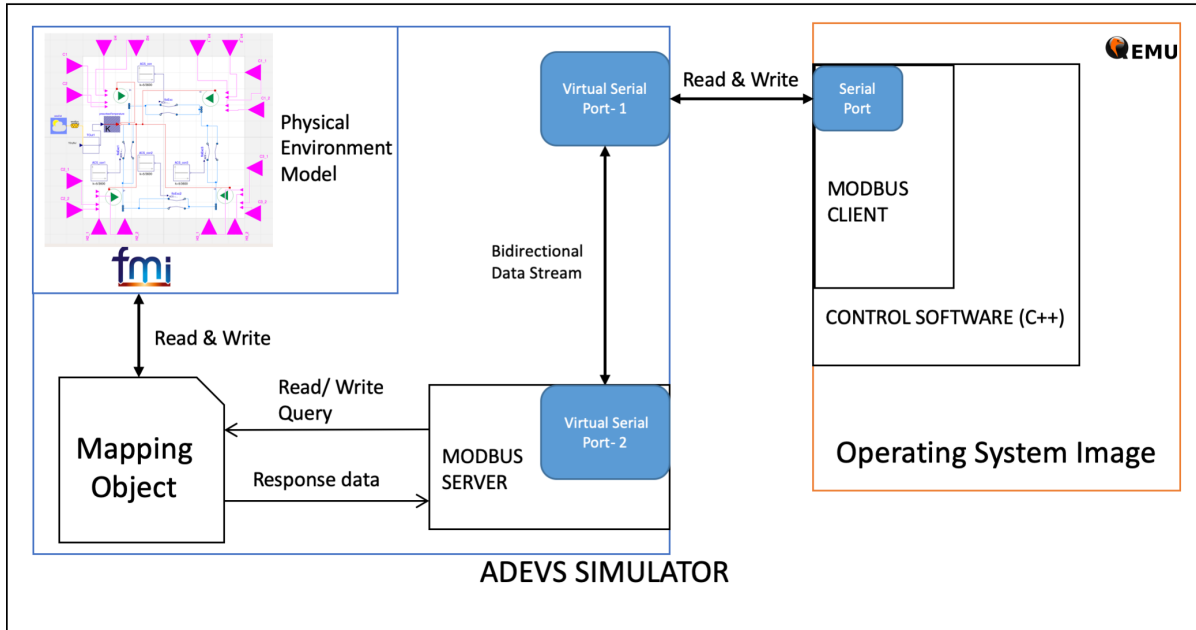 Physical
Environment
Model
fmi
Read & Write
Mapping
Object
Read/ Write
Query
Response data
MODBUS
SERVER
Virtual Serial
Port- 2
Bidirectional
Data Stream
Virtual Serial
Port- 1
Read & Write
Serial
Port
MODBUS
CLIENT
CONTROL SOFTWARE (C++)
QEMU
Operating System Image
ADEVS SIMULATOR